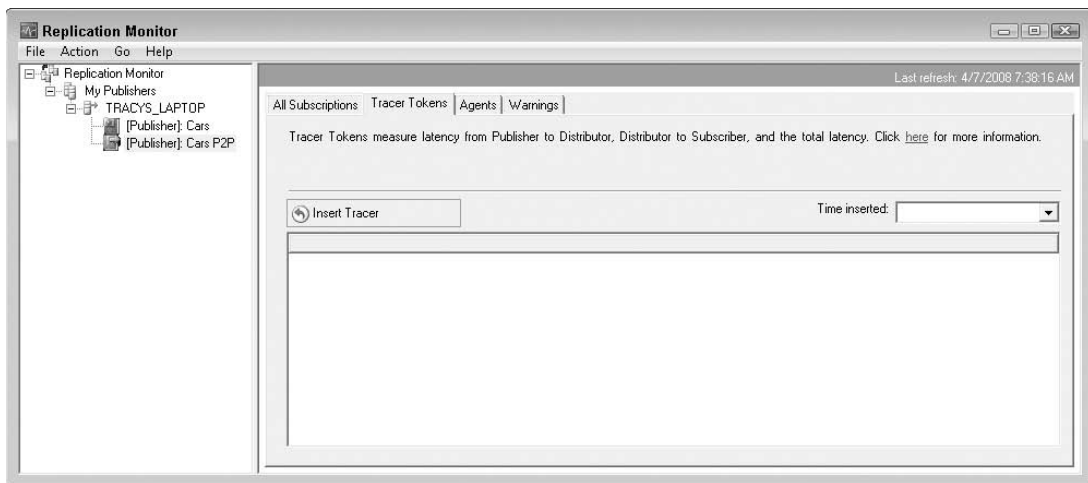 Replication Monitor
File Action Go Help
Replication Monitor
My Publishers
TRACYS_LAPTOP
[Publisher]: Cars
[Publisher]: Cars P2P
Last refresh: 4/7/2008 7:38:16 AM
All Subscriptions Tracer Tokens Agents Warnings
Tracer Tokens measure latency from Publisher to Distributor, Distributor to Subscriber, and the total latency. Click here for more information.
Insert Tracer
Time inserted: